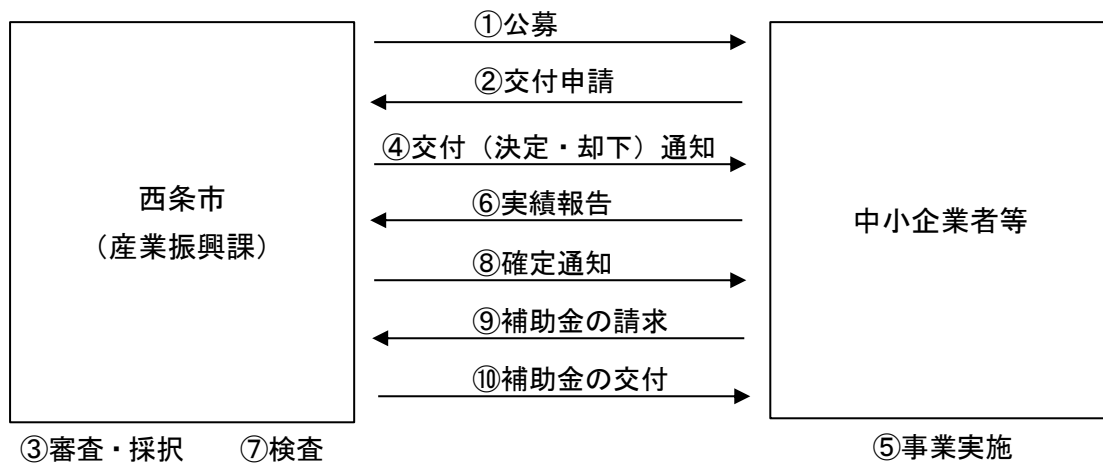 ①公募
②交付申請
④交付（決定・却下）通知
西条市
（産業振興課）
⑥実績報告
中小企業者等
⑧確定通知
⑨補助金の請求
⑩補助金の交付
③審査・採択　　⑦検査
⑤事業実施